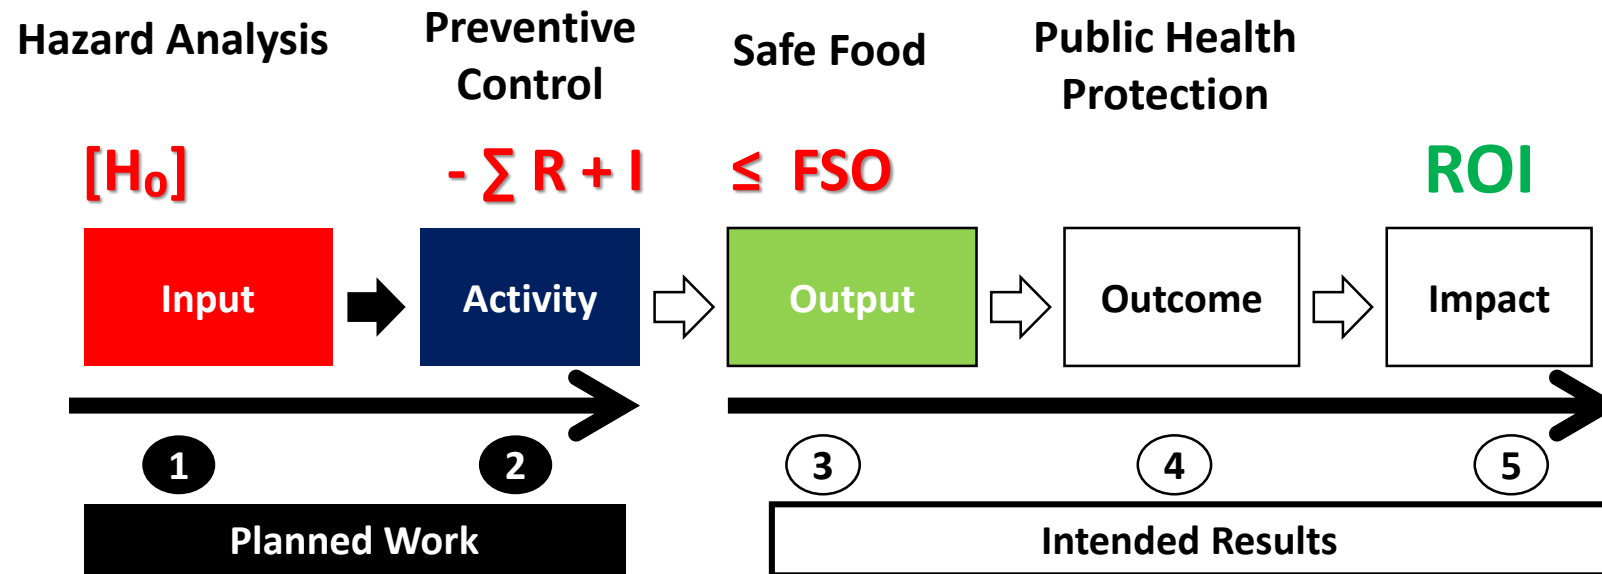 Hazard Analysis
Preventive
Control
Safe Food
Public Health
Protection
[H₀]
- ∑ R + I
≤ FSO
ROI
Input
Activity
Output
Outcome
Impact
1
2
3
4
5
Planned Work
Intended Results